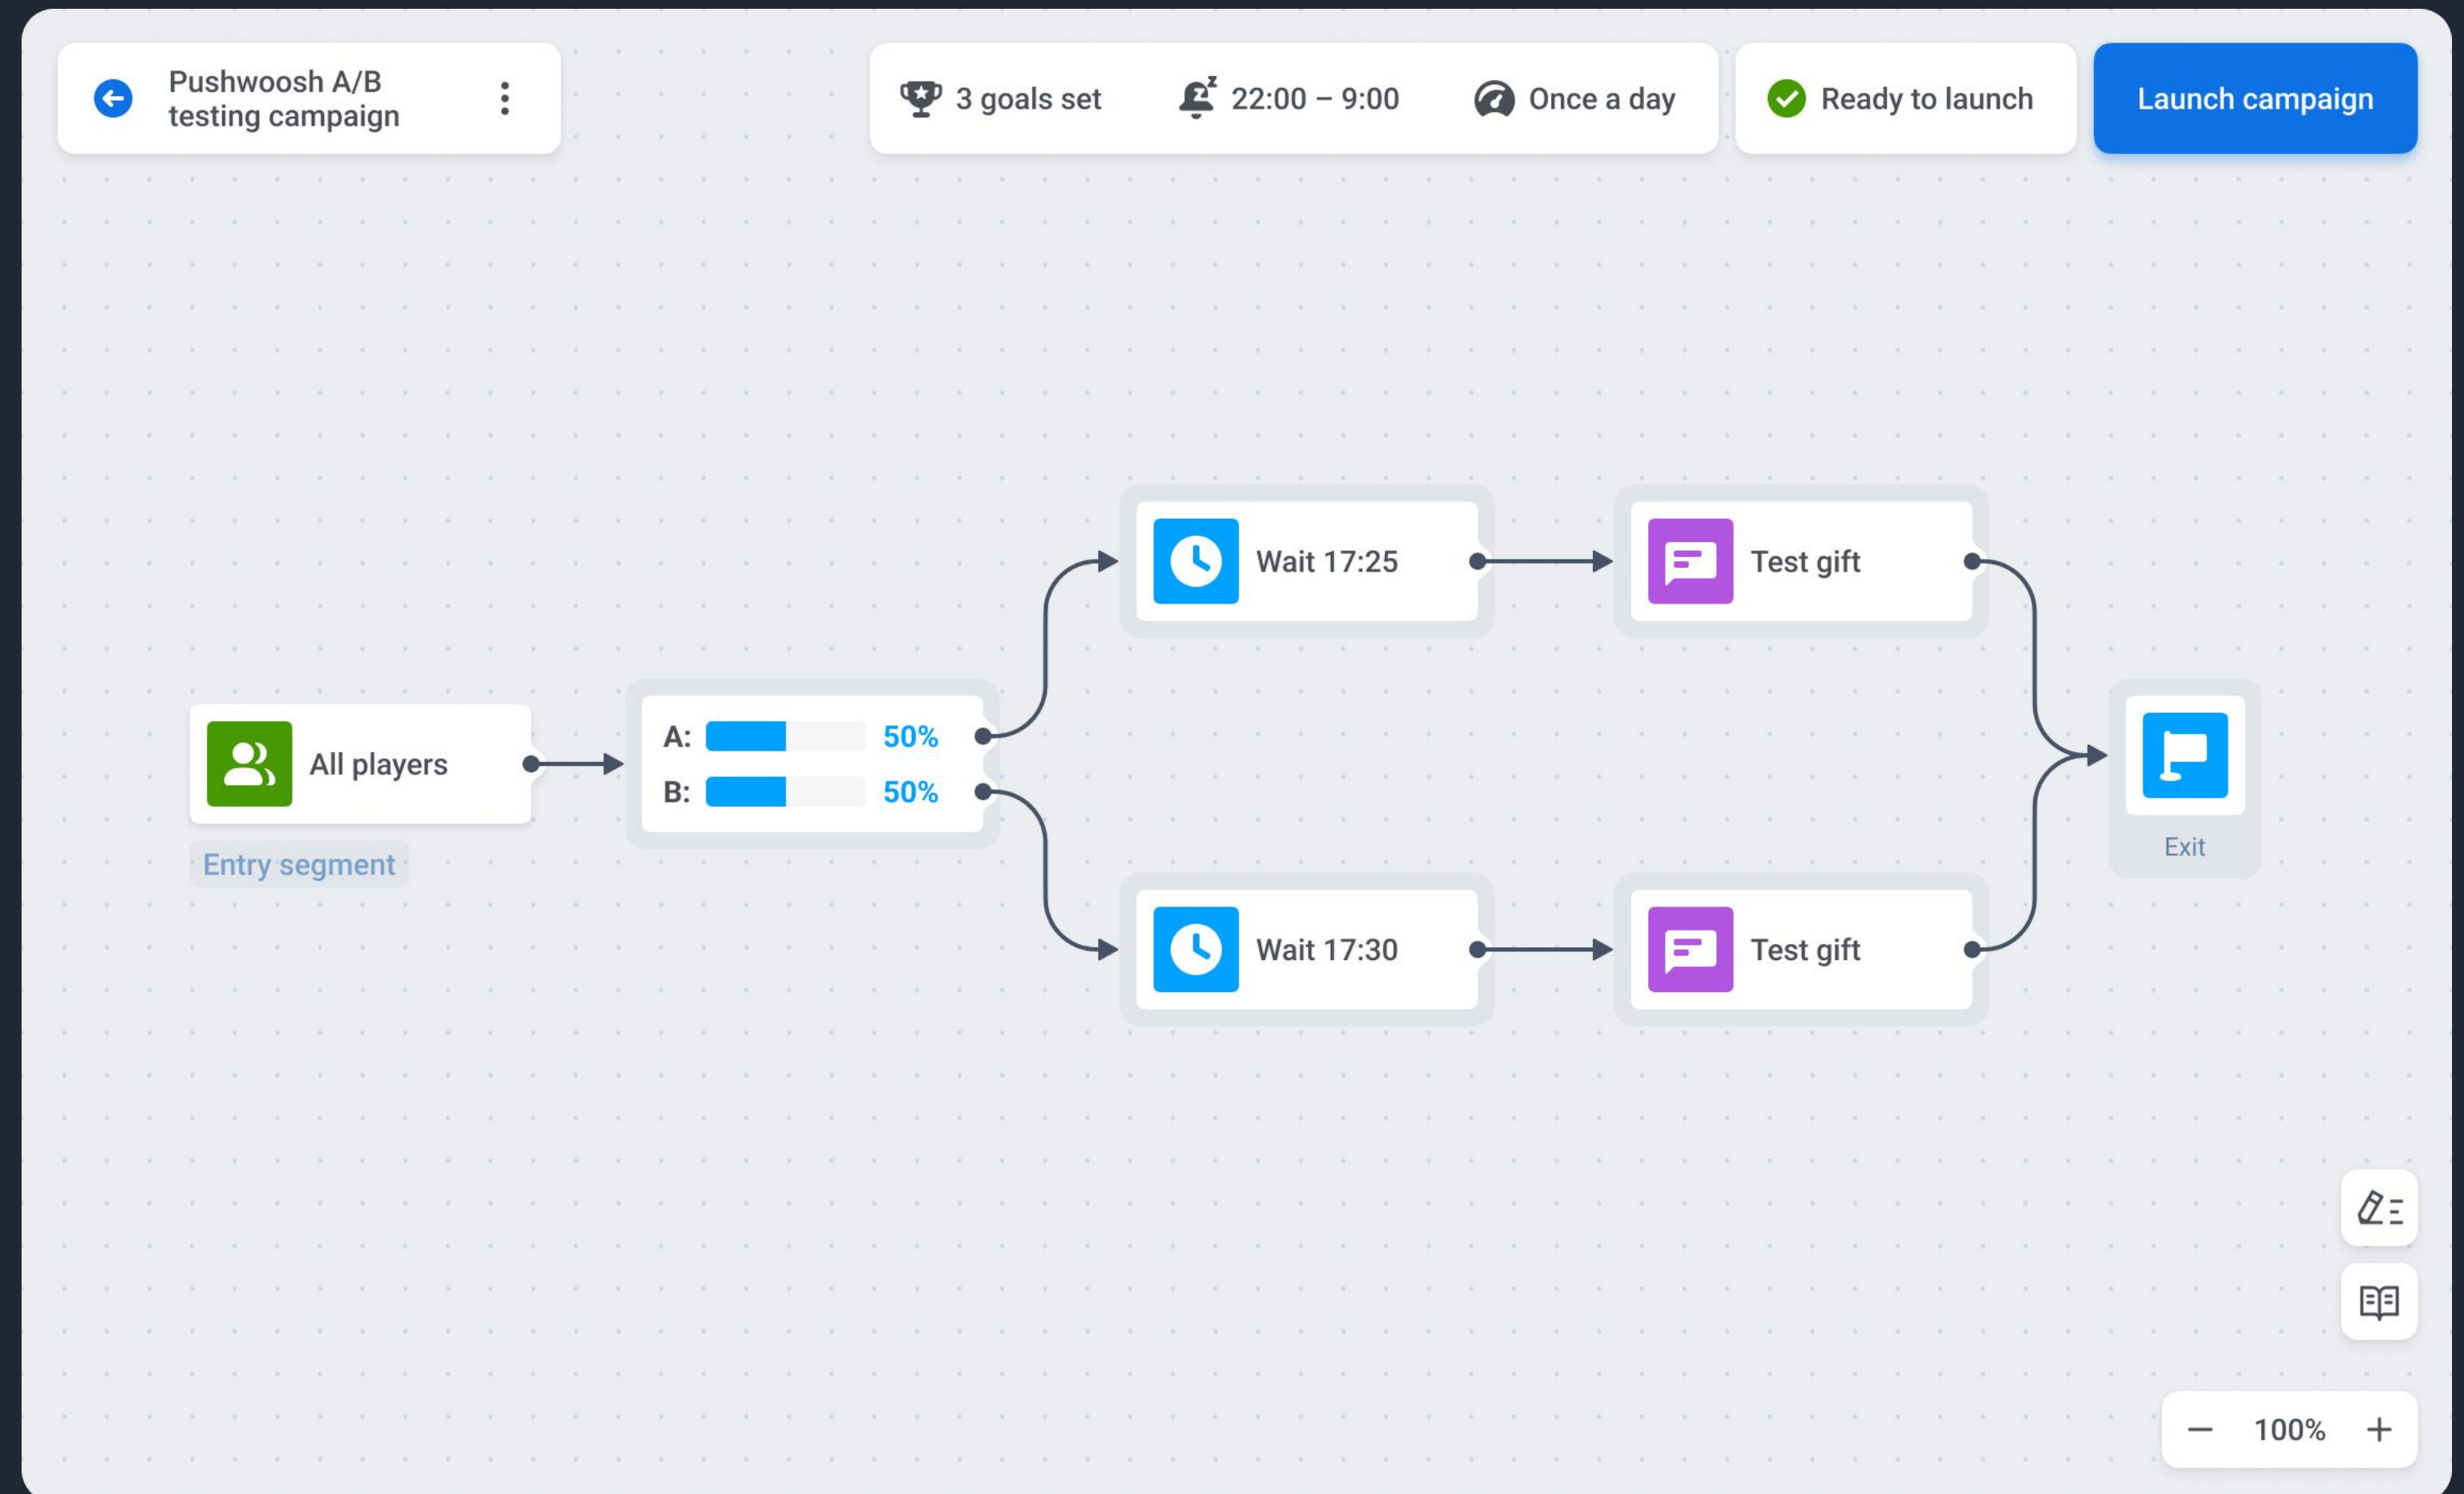 Pushwoosh A/B
testing campaign
3 goals set
22:00 – 9:00
Once a day
Ready to launch
Launch campaign
All players
Entry segment
A: 50%
B: 50%
Wait 17:25
Test gift
Wait 17:30
Test gift
Exit
100%